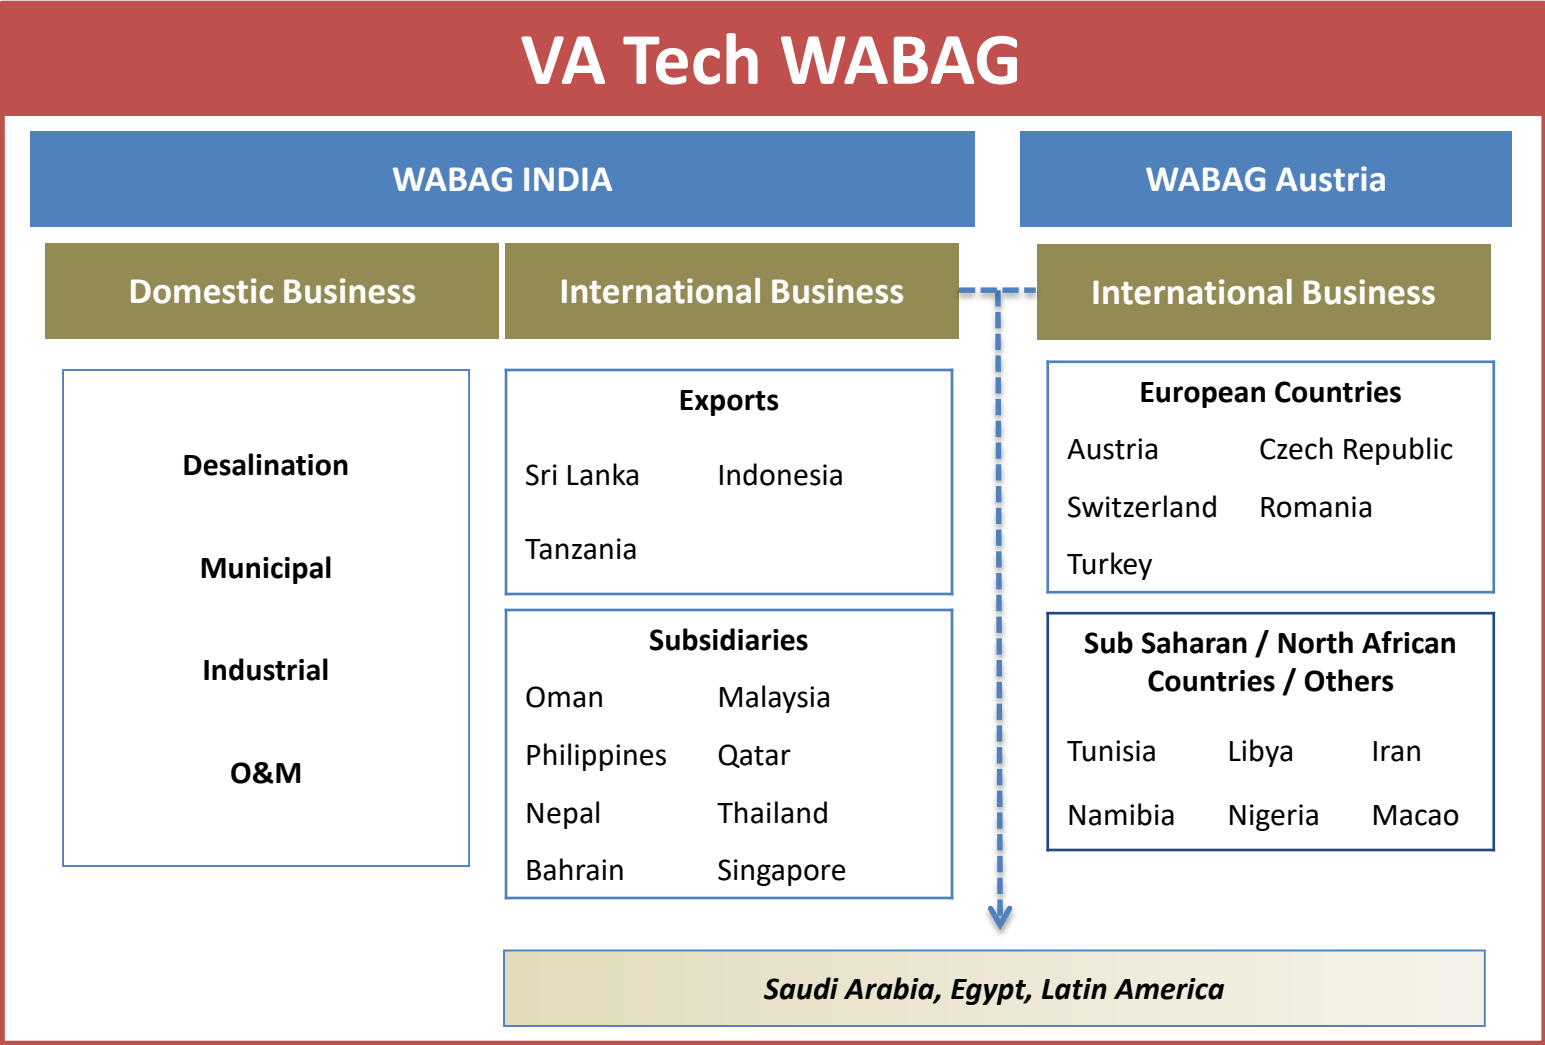 VA Tech WABAG
WABAG INDIA
WABAG Austria
Domestic Business
International Business
International Business
Desalination
Municipal
Industrial
O&M
Exports
Sri Lanka Indonesia
Tanzania
Subsidiaries
Oman Malaysia
Philippines Qatar
Nepal Thailand
Bahrain Singapore
European Countries
Austria Czech Republic
Switzerland Romania
Turkey
Sub Saharan / North African
Countries / Others
Tunisia Libya Iran
Namibia Nigeria Macao
Saudi Arabia, Egypt, Latin America